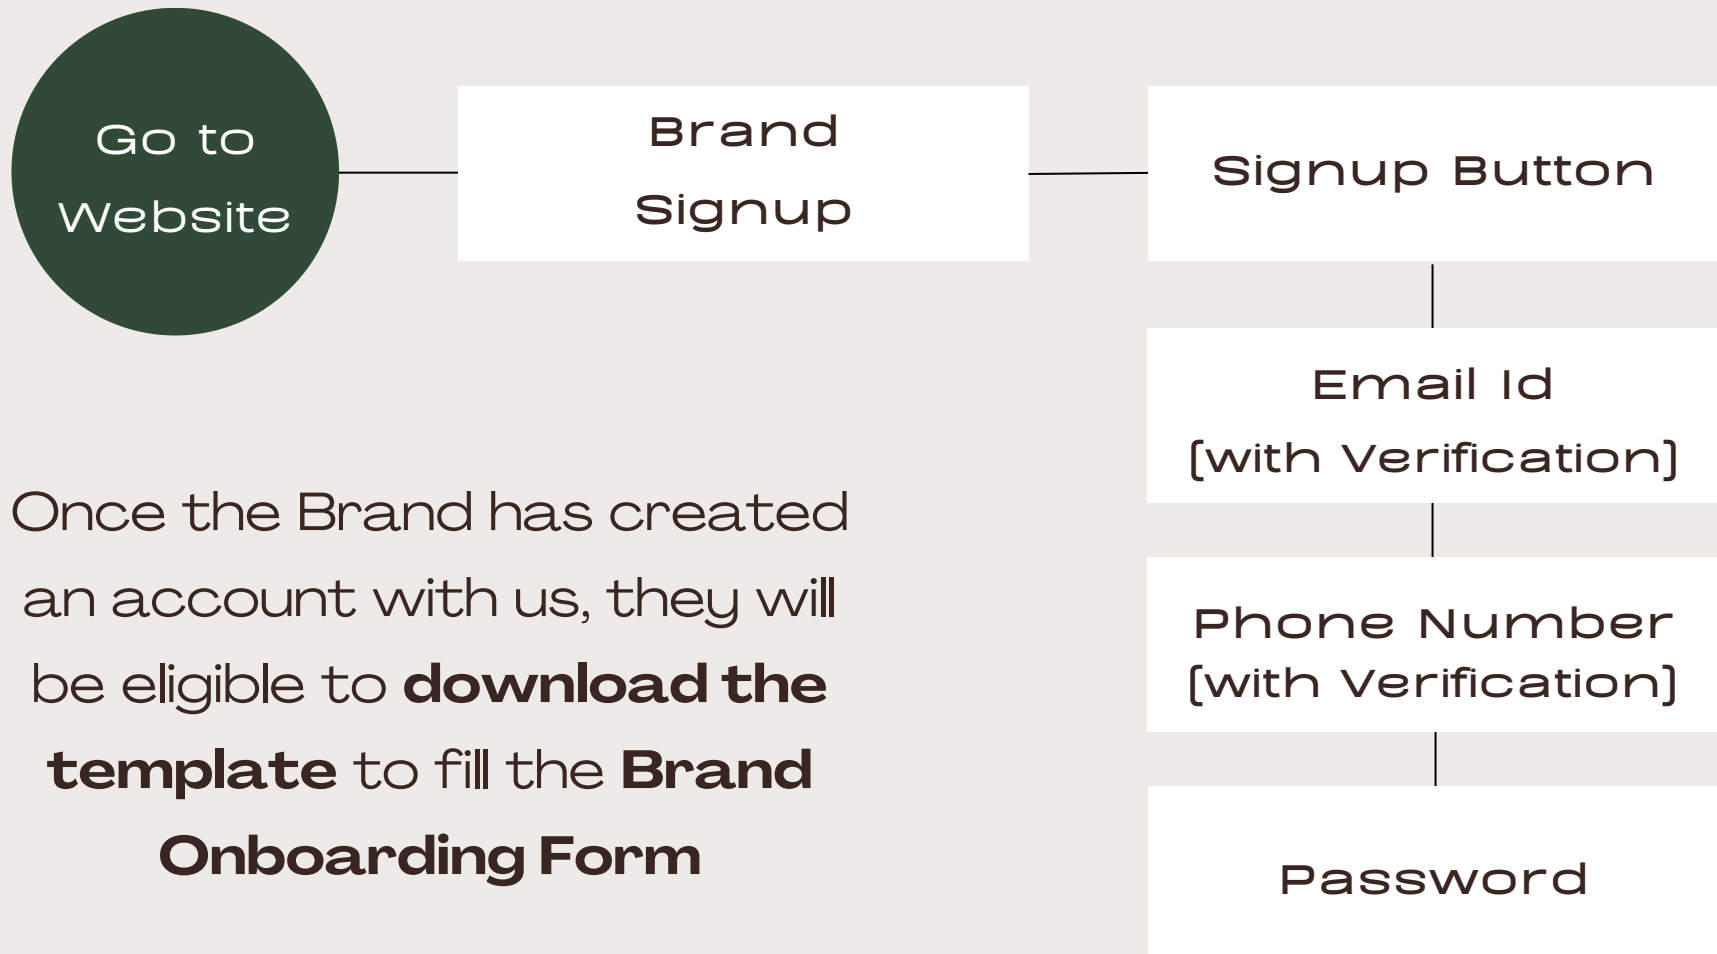 Go to
Website
Brand
Signup
Signup Button
Email Id
(with Verification)
Phone Number
(with Verification)
Password
Once the Brand has created
an account with us, they will
be eligible to download the
template to fill the Brand
Onboarding Form